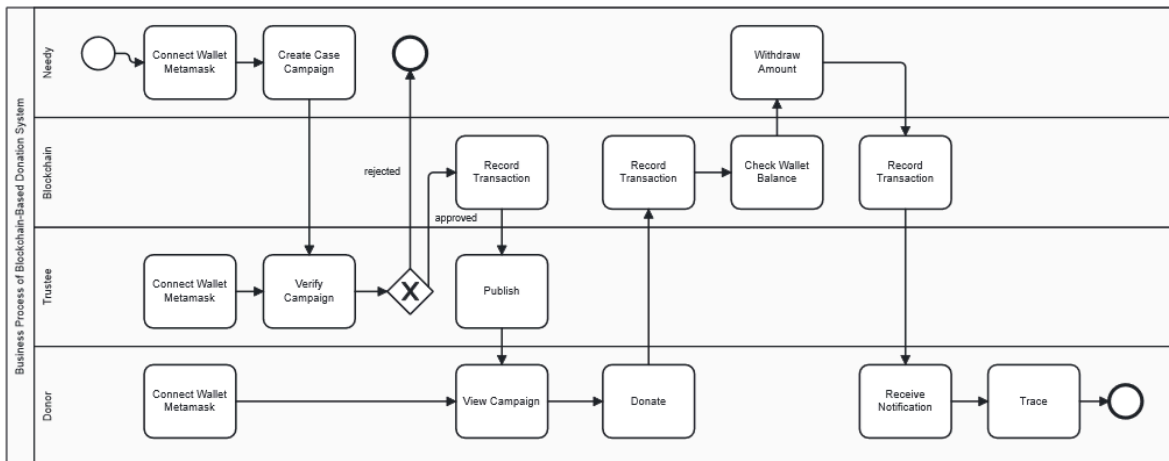 Business Process of Blockchain-Based Donation System
Needy
Connect Wallet
Metamask
Create Case
Campaign
Withdraw
Amount
Blockchain
rejected
approved
Record
Transaction
Record
Transaction
Check Wallet
Balance
Record
Transaction
Trustee
Connect Wallet
Metamask
Verify
Campaign
X
Publish
Donor
Connect Wallet
Metamask
View Campaign
Donate
Receive
Notification
Trace